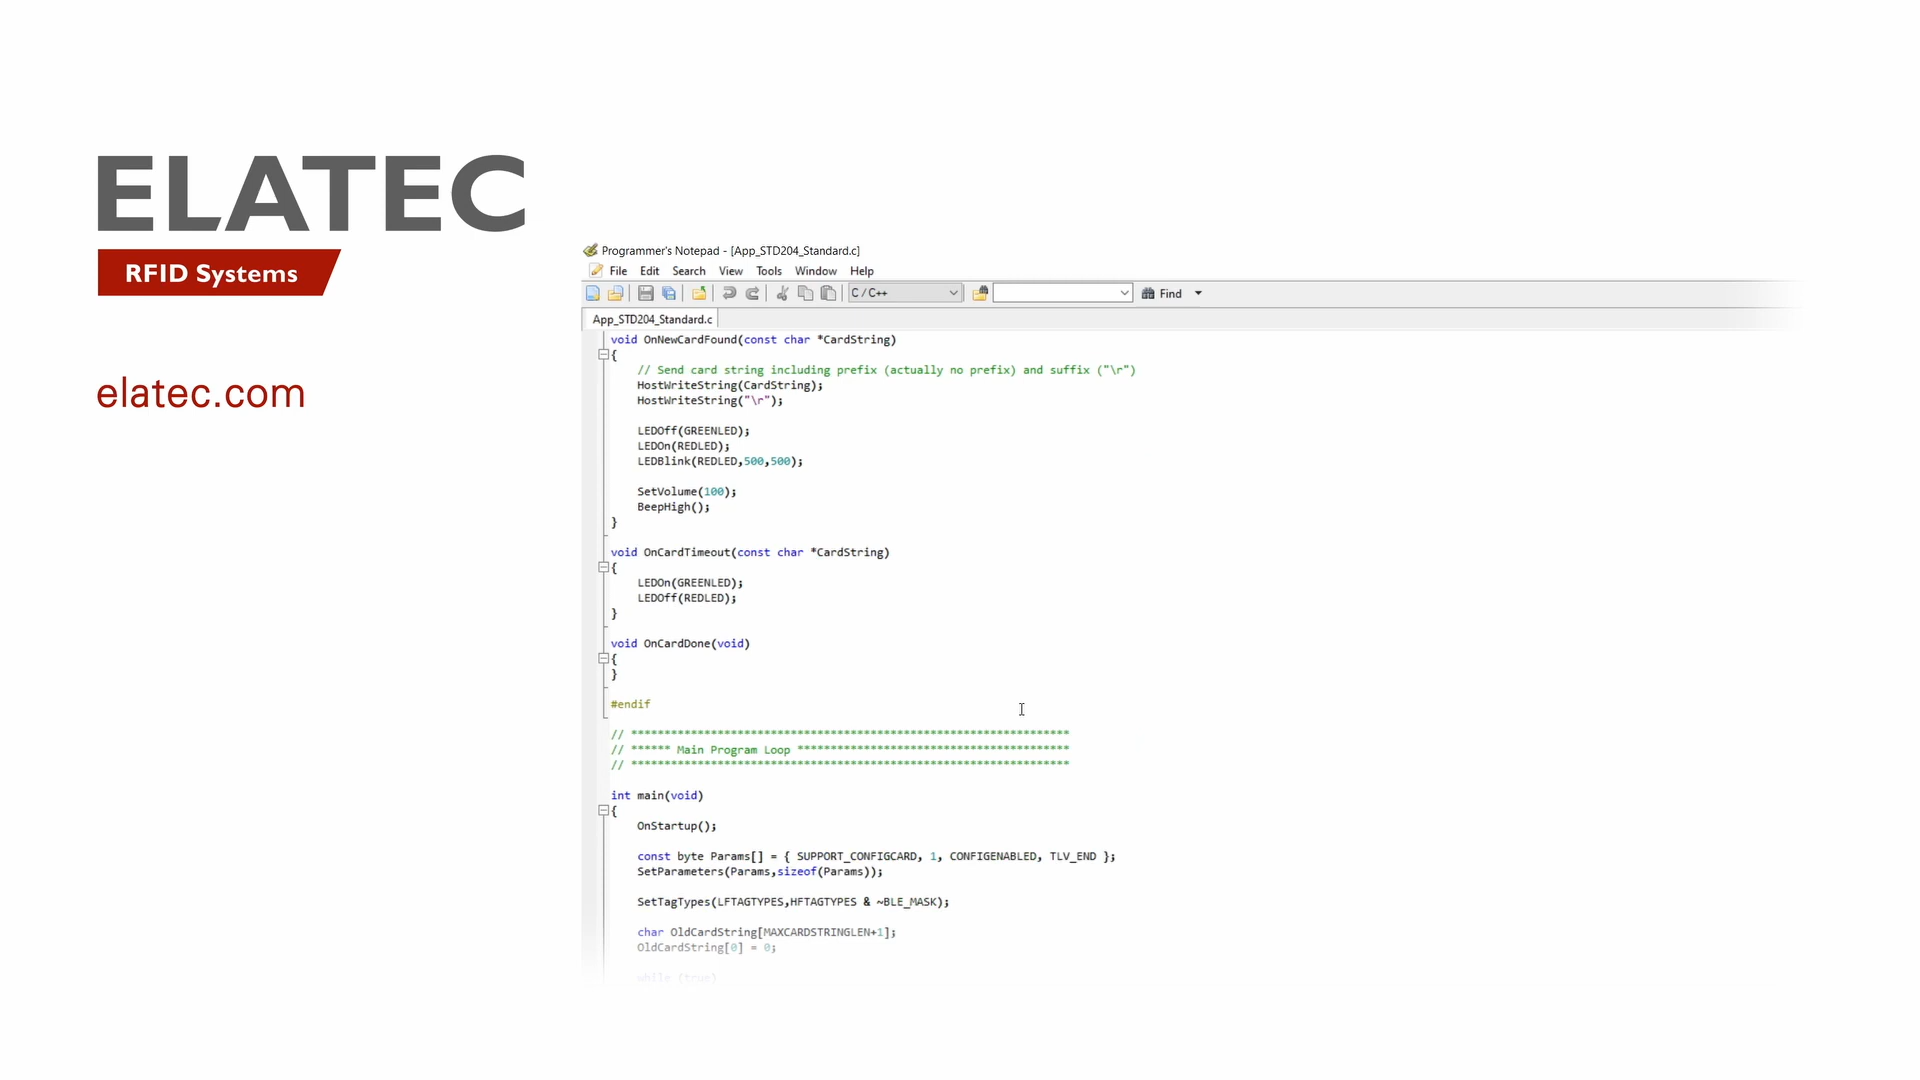 ELATEC
RFID Systems
elatec.com
Programmer's Notepad - [App_STD204_Standard.c]
File Edit Search View Tools Window Help
C / C++ Find
App_STD204_Standard.c
void OnNewCardFound(const char *CardString)
{
// Send card string including prefix (actually no prefix) and suffix ("\r")
HostWriteString(CardString);
HostWriteString("\r");
LEDOff(GREENLED);
LEDOn(REDLED);
LEDBlink(REDLED,500,500);
SetVolume(100);
BeepHigh();
}
void OnCardTimeout(const char *CardString)
{
LEDOn(GREENLED);
LEDOff(REDLED);
}
void OnCardDone(void)
{
}
#endif
// ******************************************************************
// ****** Main Program Loop *****************************************
// ******************************************************************
int main(void)
{
OnStartup();
const byte Params[] = { SUPPORT_CONFIGCARD, 1, CONFIGENABLED, TLV_END };
SetParameters(Params,sizeof(Params));
SetTagTypes(LFTAGTYPES,HFTAGTYPES & ~BLE_MASK);
char OldCardString[MAXCARDSTRINGLEN+1];
OldCardString[0] = 0;
while (true)